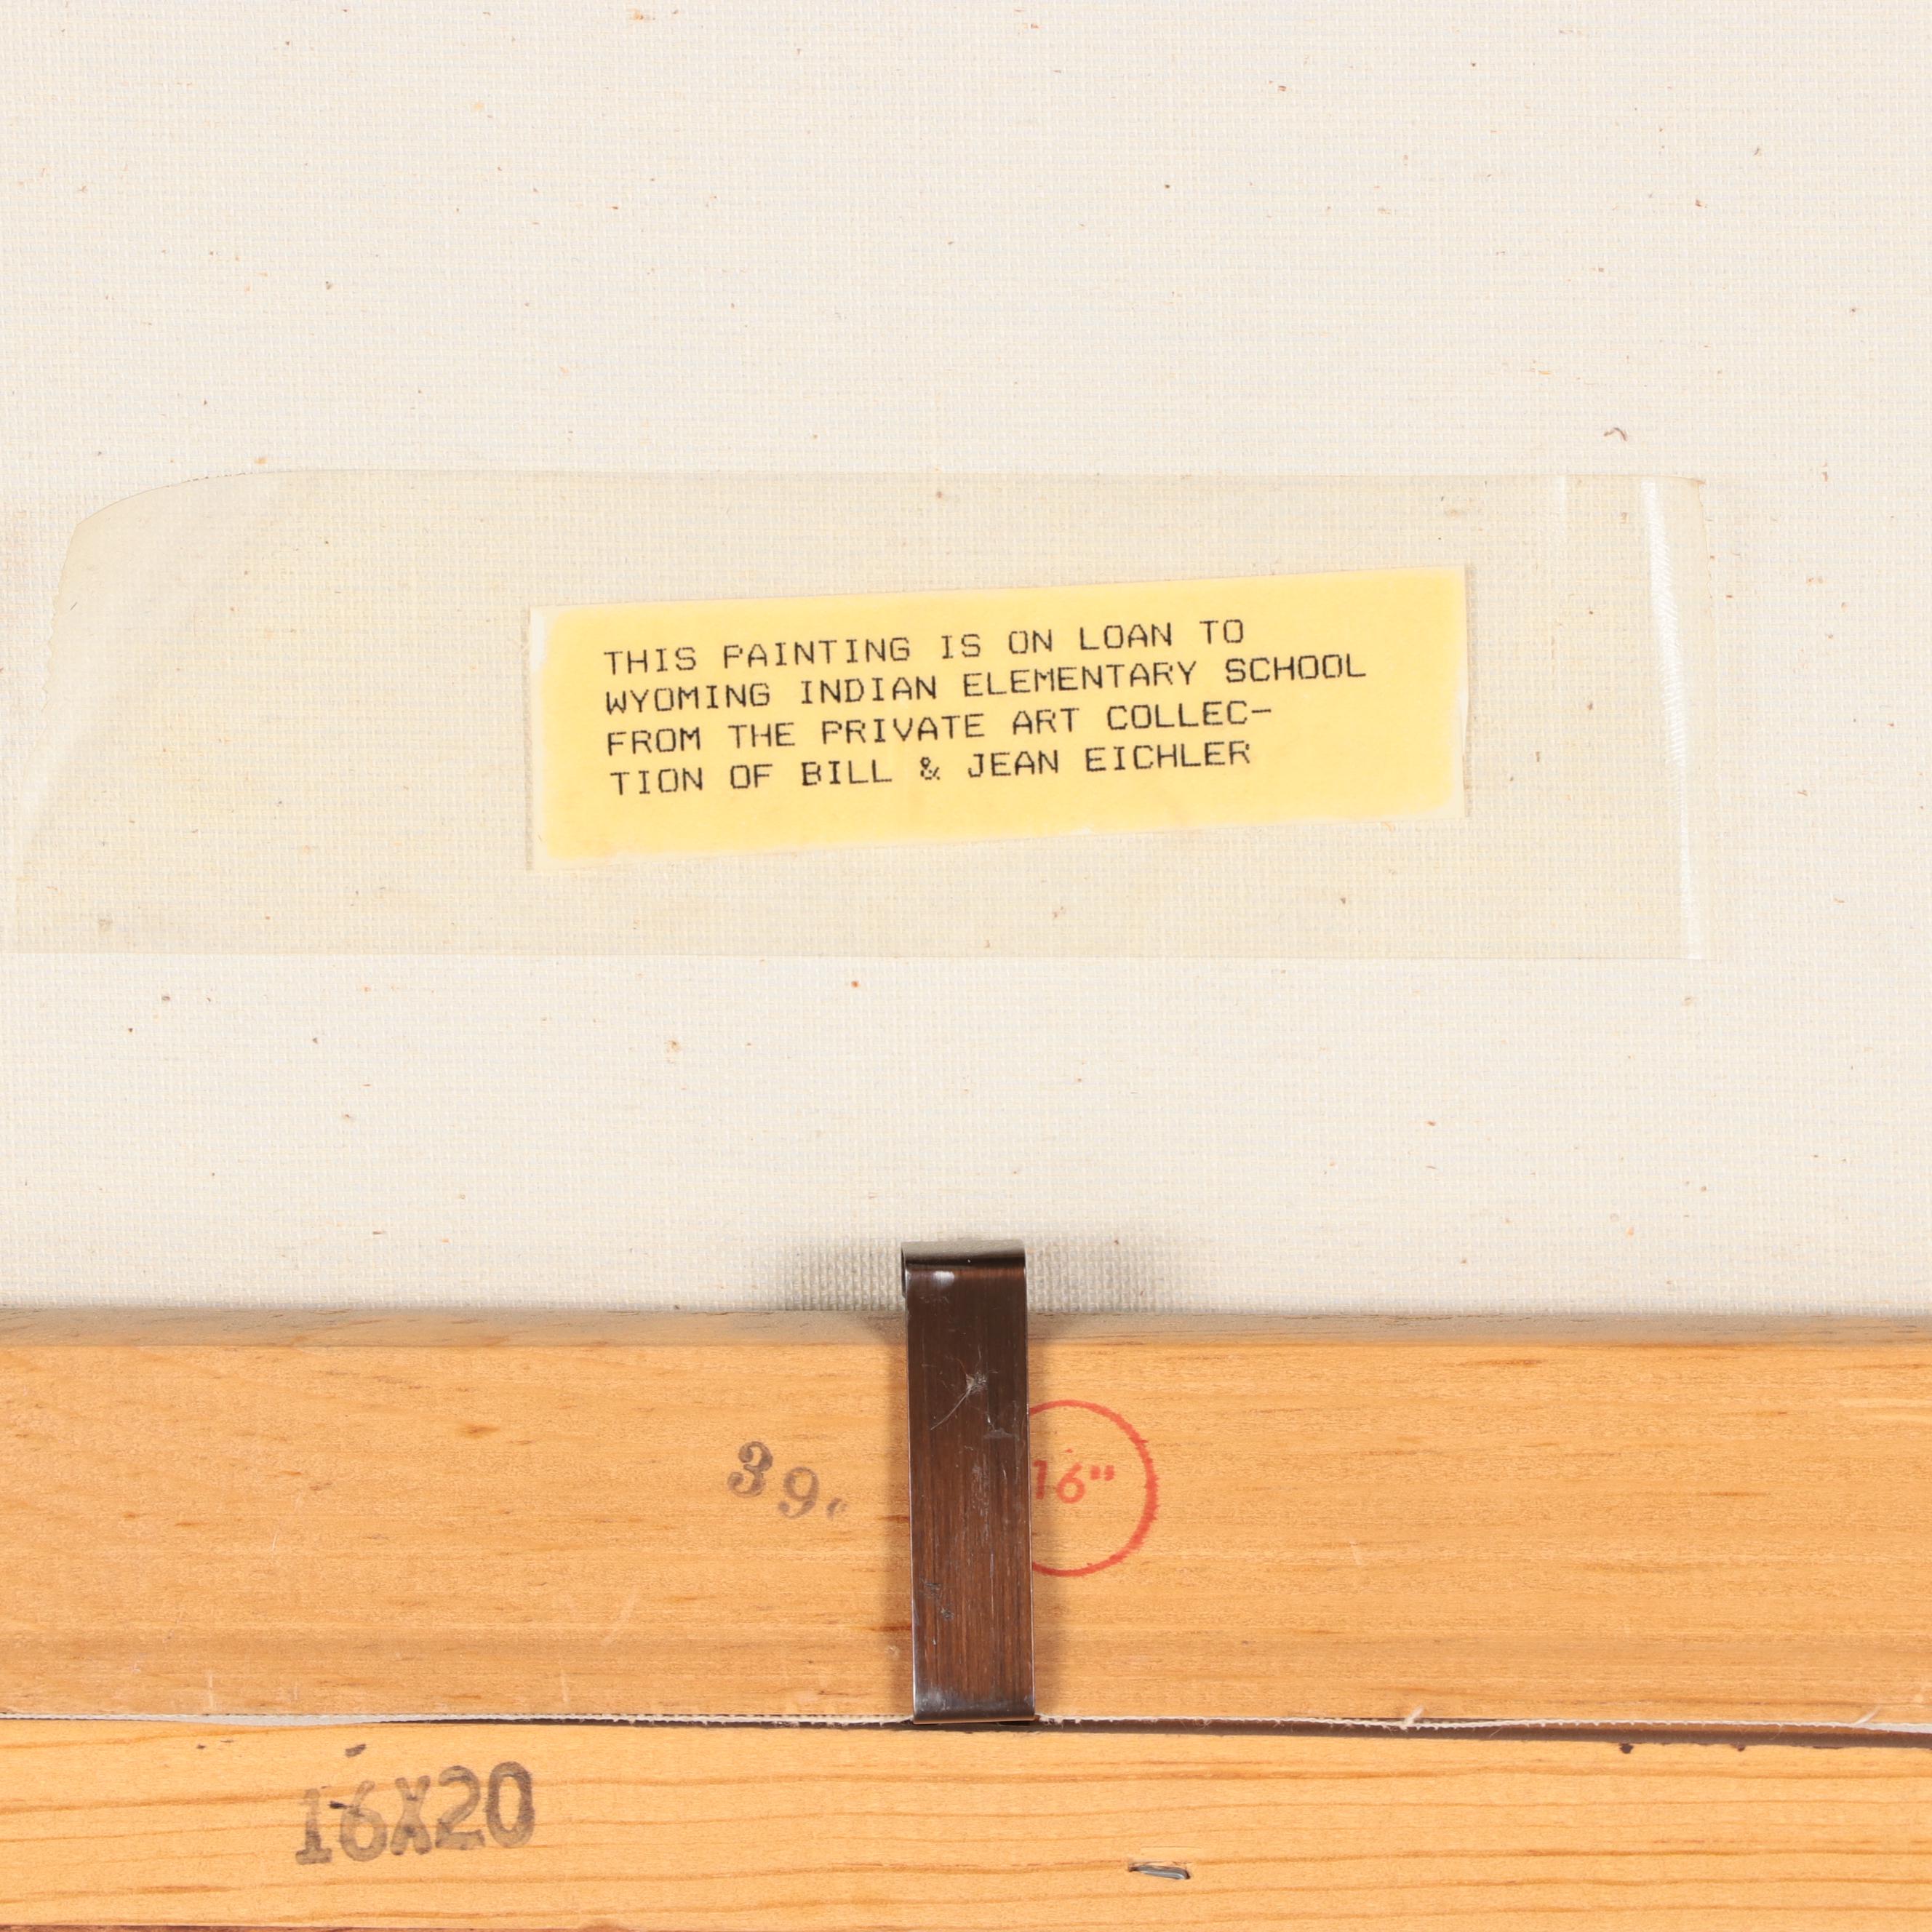 THIS PAINTING IS ON LOAN TO
WYOMING INDIAN ELEMENTARY SCHOOL
FROM THE PRIVATE ART COLLEC-
TION OF BILL & JEAN EICHLER
39.
16"
16X20